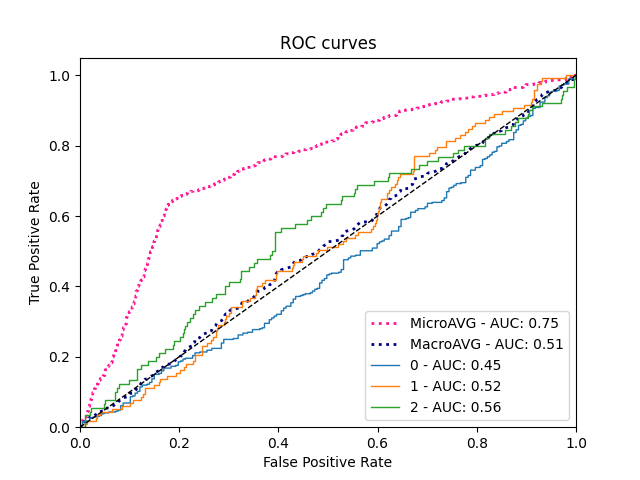 ROC curves
True Positive Rate
1.0
0.8
0.6
0.4
0.2
0.0
MicroAVG - AUC: 0.75
MacroAVG - AUC: 0.51
0 - AUC: 0.45
1 - AUC: 0.52
2 - AUC: 0.56
0.0 0.2 0.4 0.6 0.8 1.0
False Positive Rate